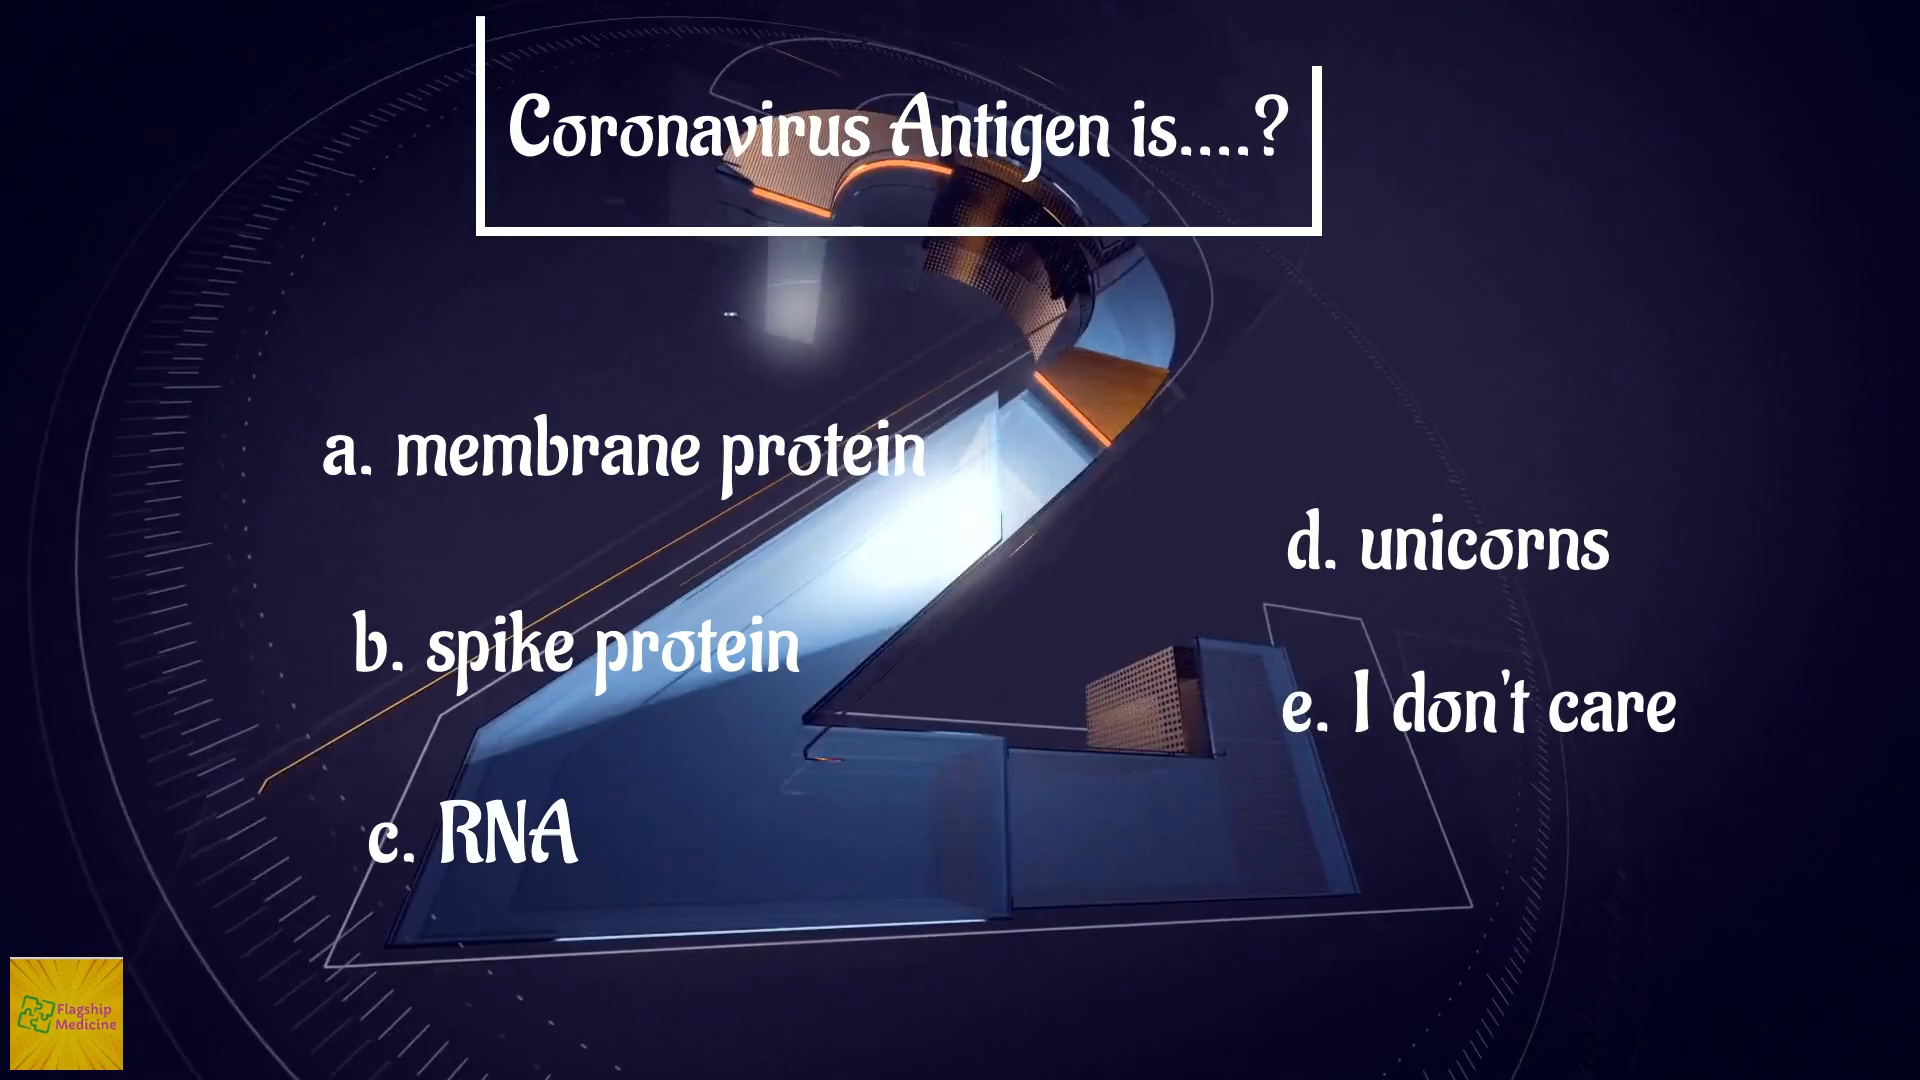 Coronavirus Antigen is....?
a. membrane protein
b. spike protein
c. RNA
d. unicorns
e. I don't care
Flagship
Medicine